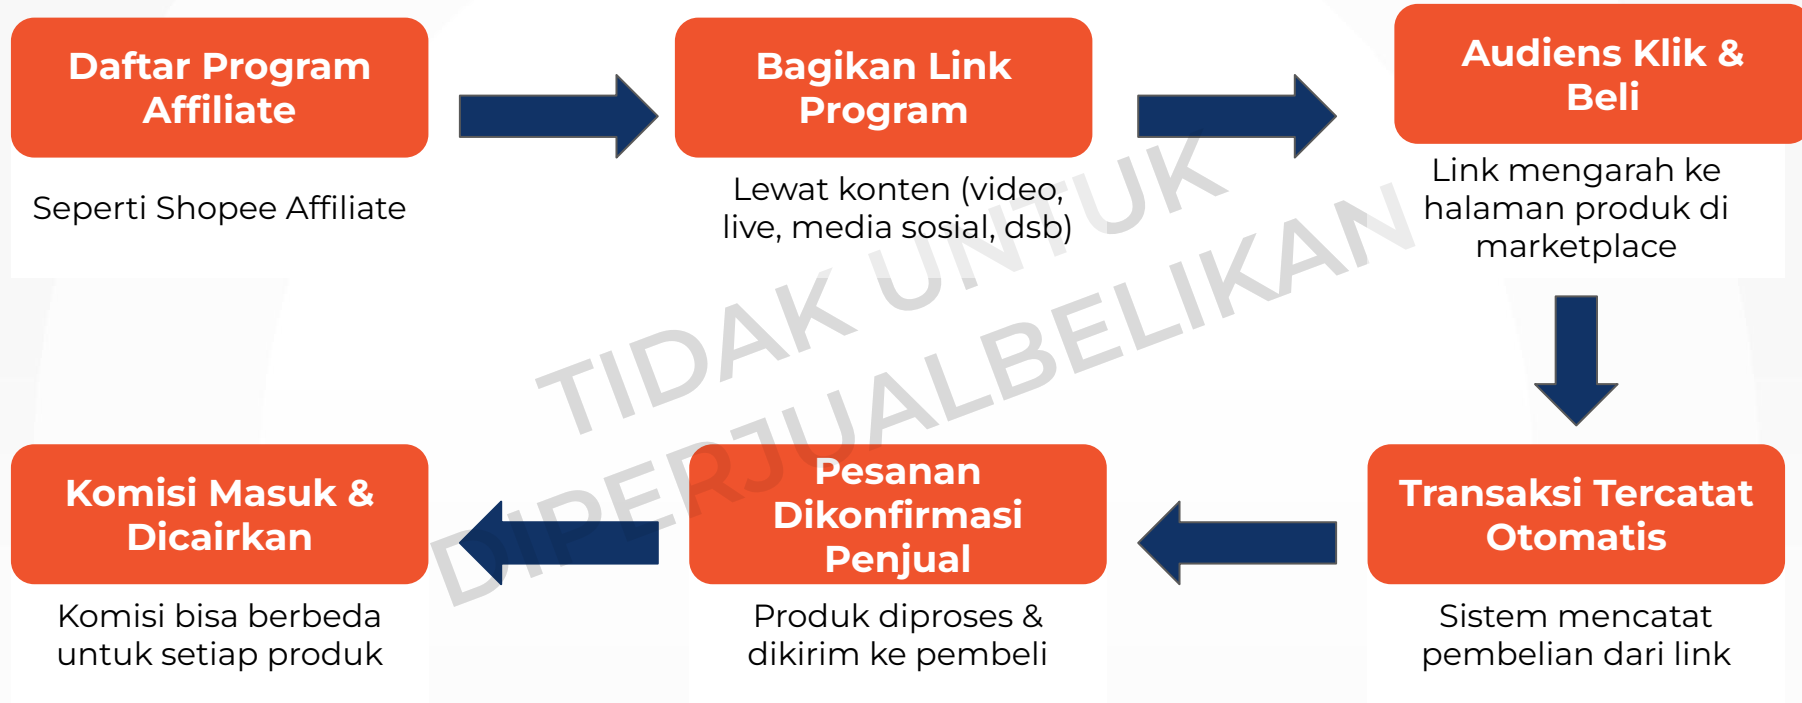 Daftar Program
Affiliate
Seperti Shopee Affiliate
Bagikan Link
Program
Lewat konten (video,
live, media sosial, dsb)
Audiens Klik &
Beli
Link mengarah ke
halaman produk di
marketplace
Transaksi Tercatat
Otomatis
Sistem mencatat
pembelian dari link
Pesanan
Dikonfirmasi
Penjual
Produk diproses &
dikirim ke pembeli
Komisi Masuk &
Dicairkan
Komisi bisa berbeda
untuk setiap produk
TIDAK UNTUK
DIPERJUALBELIKAN